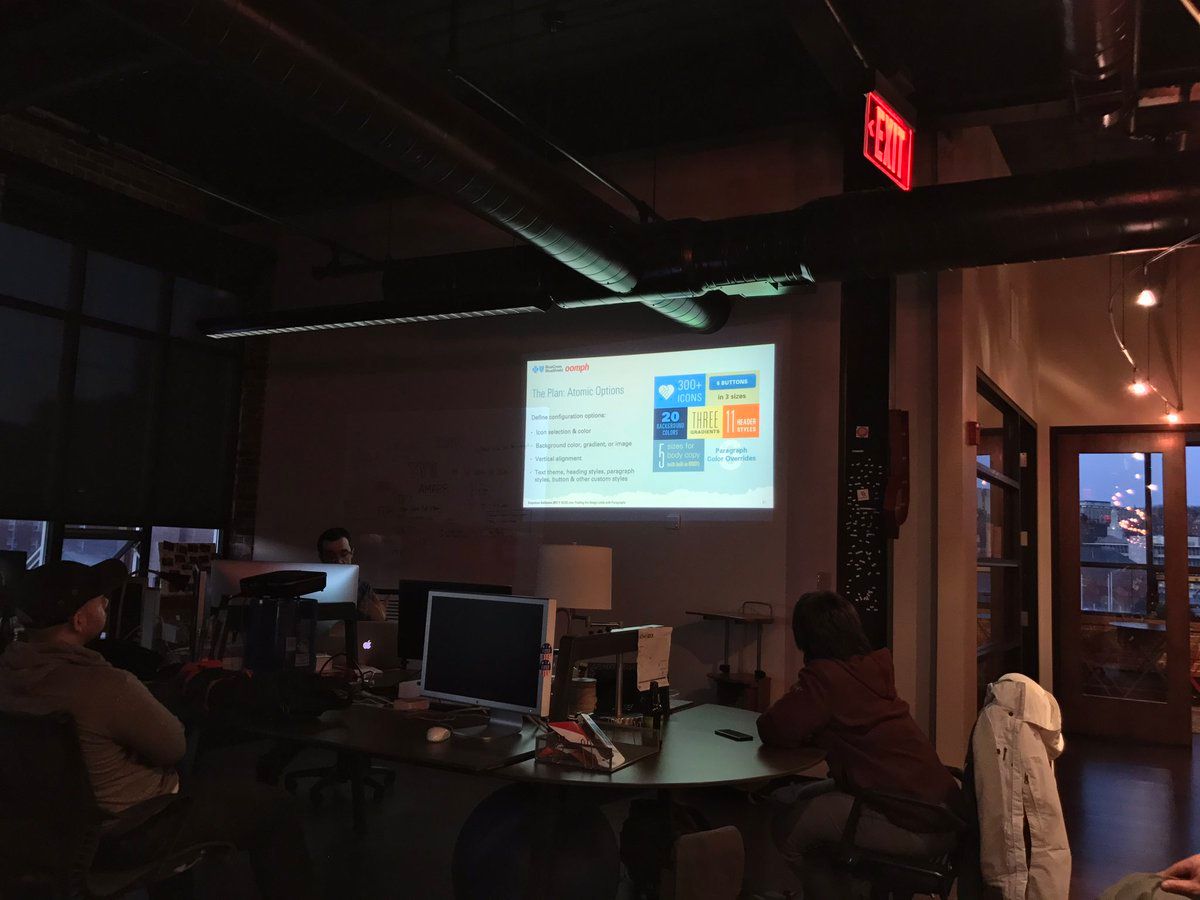 EXIT
BlueCross
BlueShield
oomph
The Plan: Atomic Options
Define configuration options:
- Icon selection & color
- Background color, gradient, or image
- Vertical alignment
- Text theme, heading styles, paragraph
styles, button & other custom styles
300+
ICONS
6 BUTTONS
in 3 sizes
20
BACKGROUND
COLORS
THREE
GRADIENTS
11 HEADER
STYLES
5 sizes for
body copy
Paragraph
Color Overrides